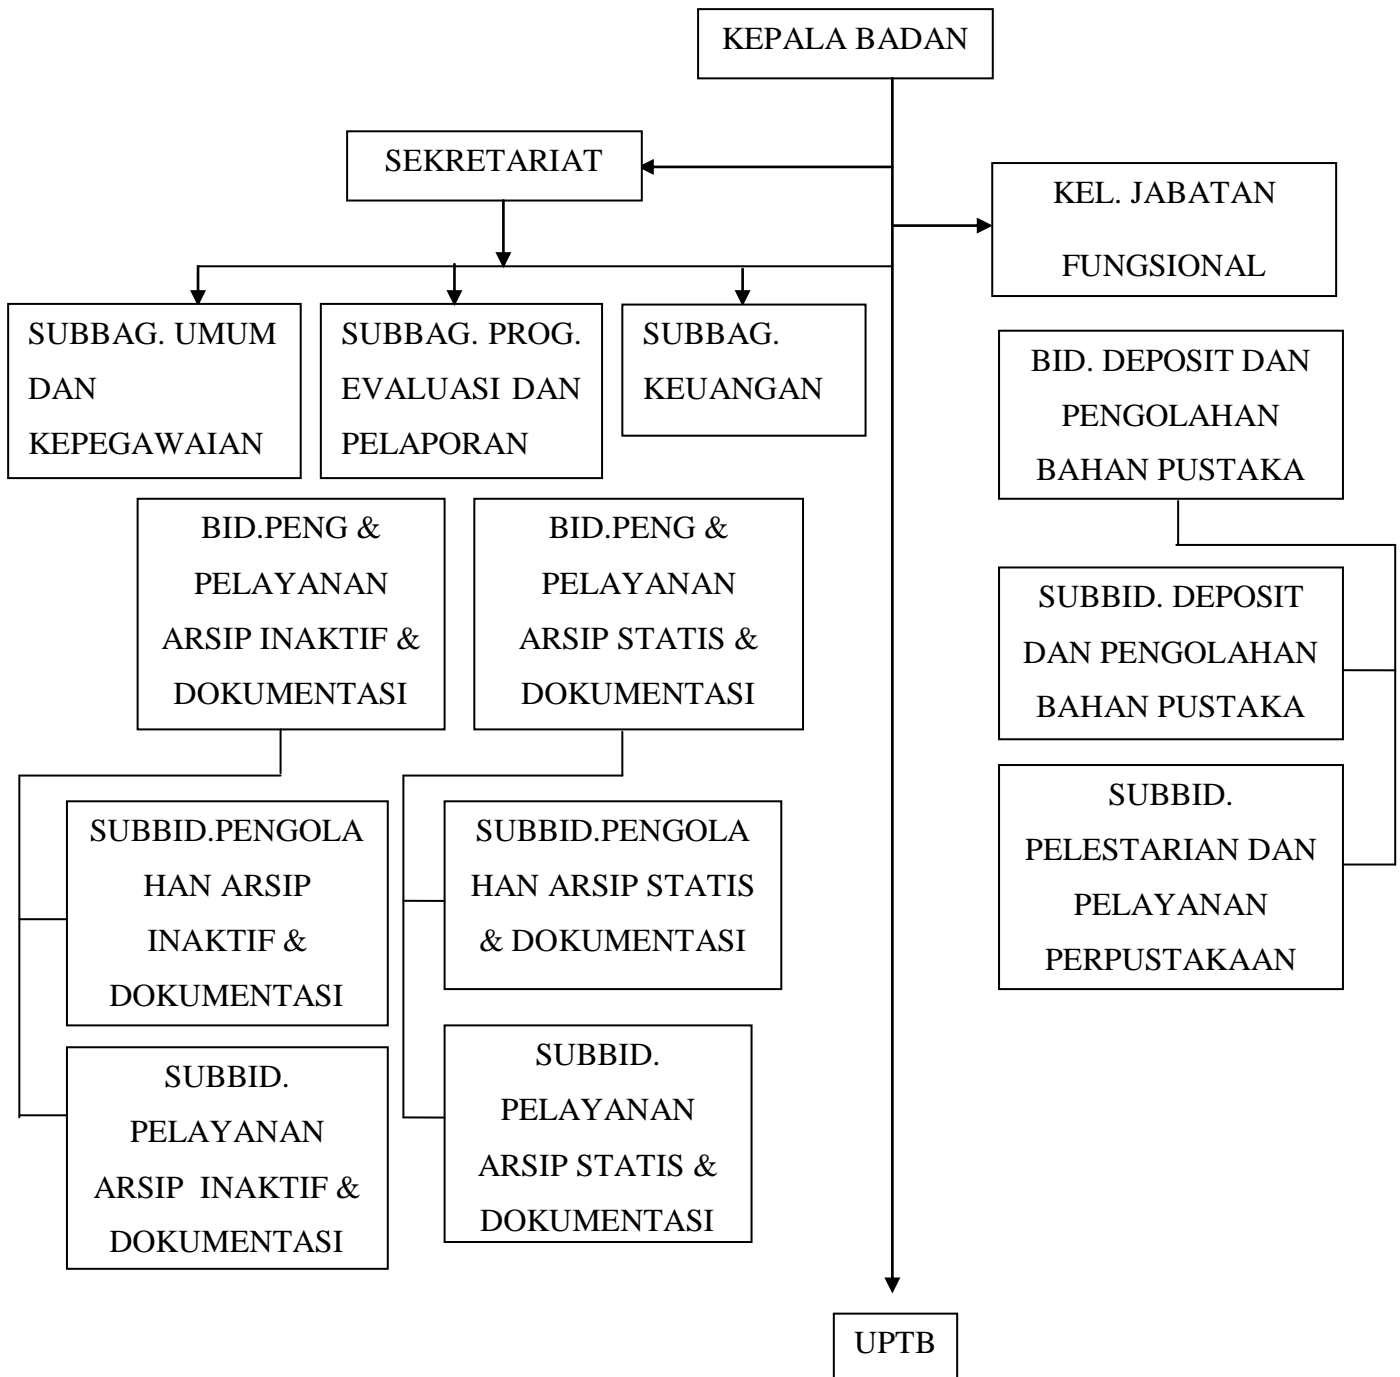 KEPALA BADAN
SEKRETARIAT
KEL. JABATAN
FUNGSIONAL
SUBBAG. UMUM
DAN
KEPEGAWAIAN
SUBBAG. PROG.
EVALUASI DAN
PELAPORAN
SUBBAG.
KEUANGAN
BID. DEPOSIT DAN
PENGOLAHAN
BAHAN PUSTAKA
BID.PENG &
PELAYANAN
ARSIP INAKTIF &
DOKUMENTASI
BID.PENG &
PELAYANAN
ARSIP STATIS &
DOKUMENTASI
SUBBID. DEPOSIT
DAN PENGOLAHAN
BAHAN PUSTAKA
SUBBID.
PELESTARIAN DAN
PELAYANAN
PERPUSTAKAAN
SUBBID.PENGOLA
HAN ARSIP
INAKTIF &
DOKUMENTASI
SUBBID.PENGOLA
HAN ARSIP STATIS
& DOKUMENTASI
SUBBID.
PELAYANAN
ARSIP INAKTIF &
DOKUMENTASI
SUBBID.
PELAYANAN
ARSIP STATIS &
DOKUMENTASI
UPTB